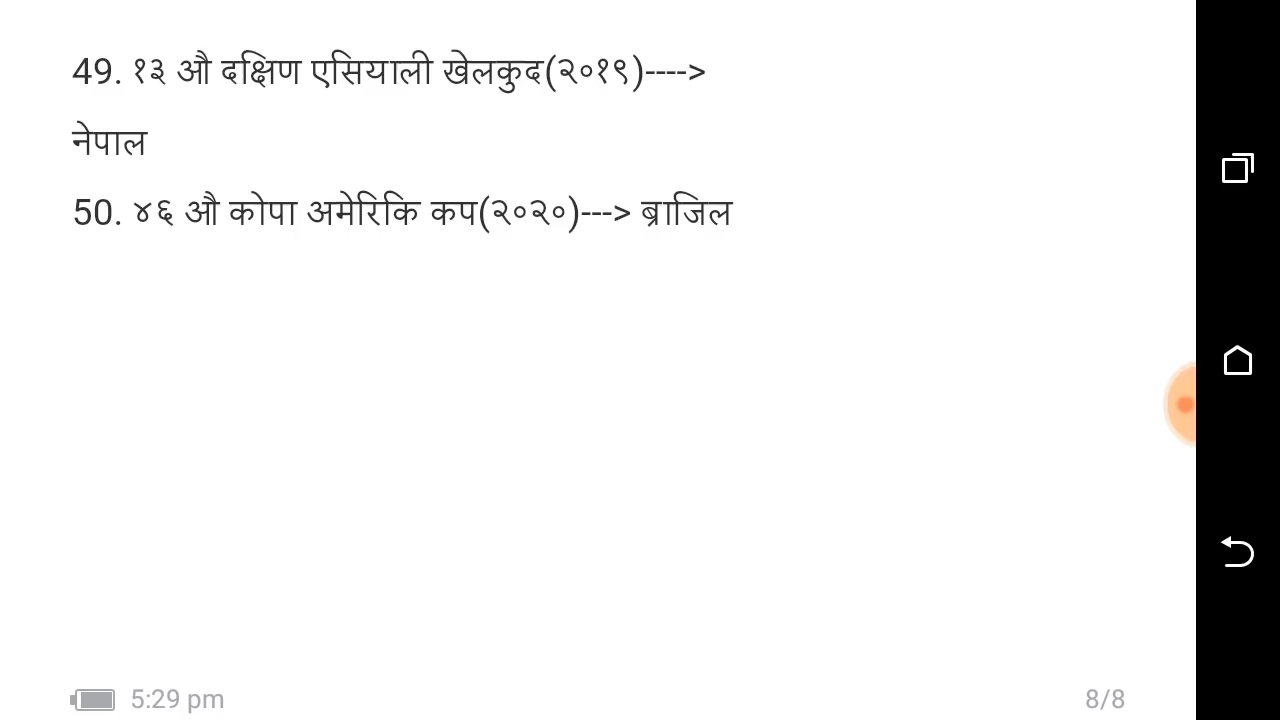 49. १३ औ दक्षिण एसियाली खेलकुद(२०१९)---->
नेपाल
50. ४६ औ कोपा अमेरिकि कप(२०२०)---> ब्राजिल
5:29 pm
8/8